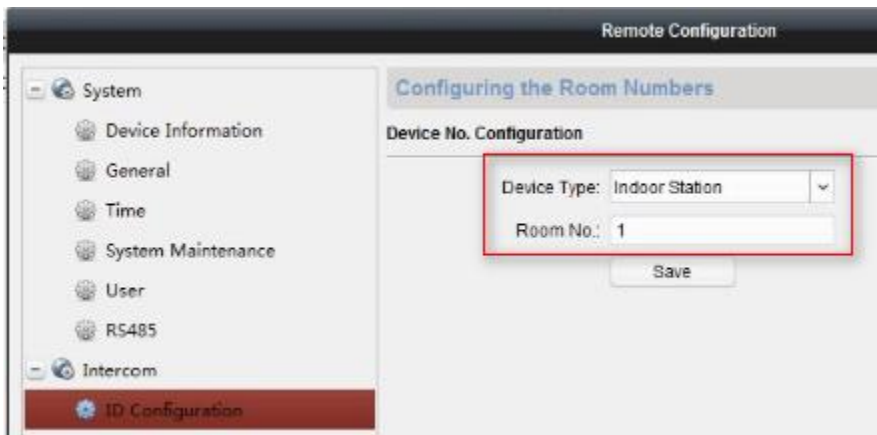 Remote Configuration
System
Device Information
General
Time
System Maintenance
User
RS485
Intercom
ID Configuration
Configuring the Room Numbers
Device No. Configuration
Device Type: Indoor Station
Room No.: 1
Save